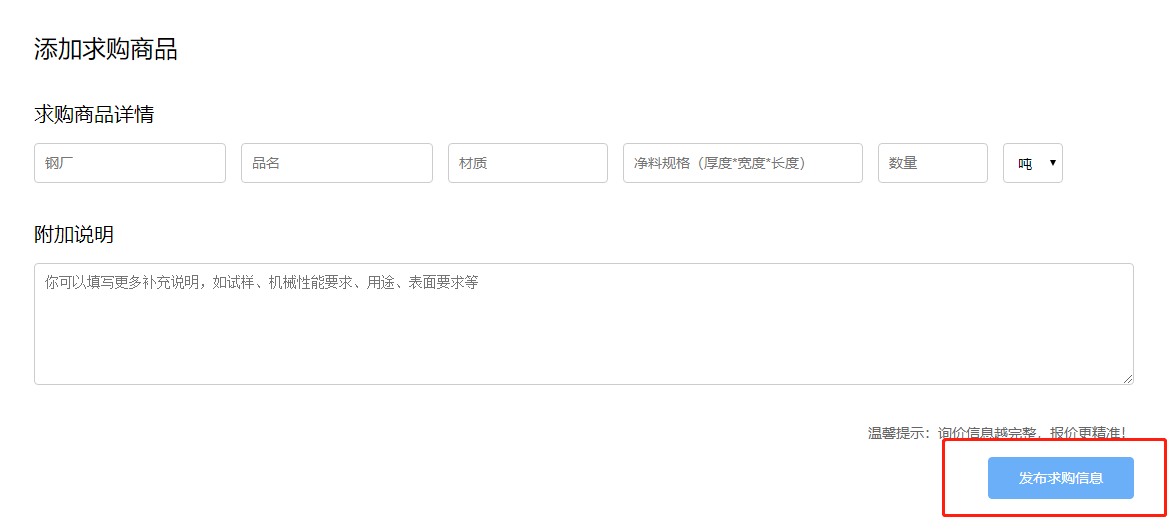 添加求购商品
求购商品详情
钢厂 品名 材质 净料规格（厚度*宽度*长度） 数量 吨
附加说明
你可以填写更多补充说明，如试样、机械性能要求、用途、表面要求等
温馨提示：询价信息越完整，报价更精准！
发布求购信息